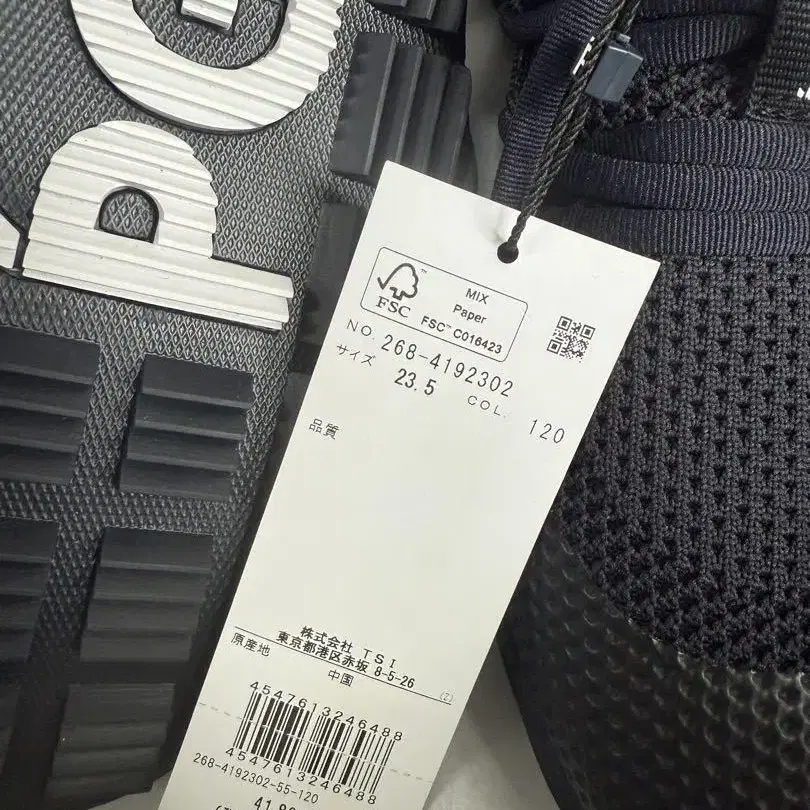 PG
MIX
Paper
FSC™ C016423
FSC
NO. 268-4192302
サイズ 23.5 COL. 120
品質
株式会社 TSI
東京都港区赤坂 8-5-26
原産地 中国 (Z)
4547613246488
4547613246488
268-4192302-55-120